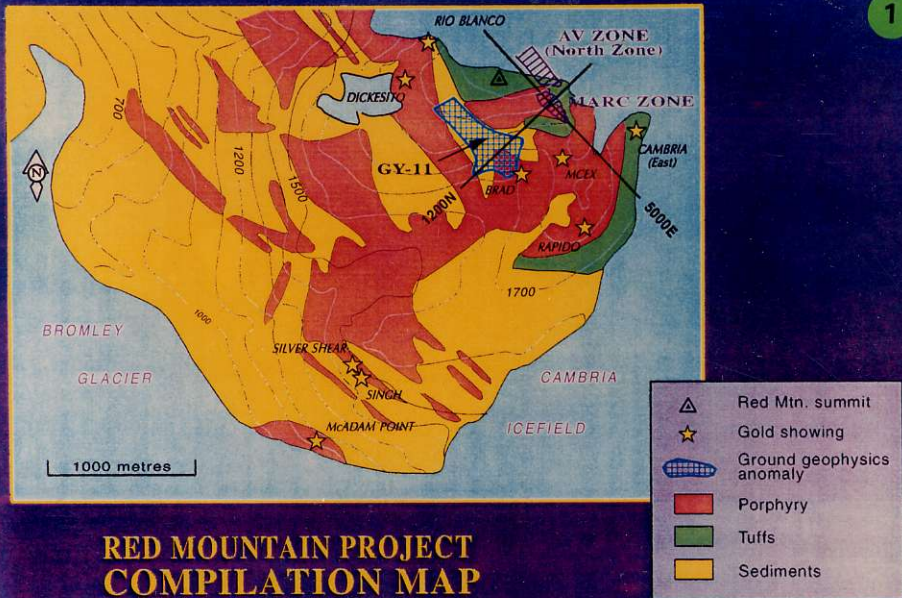 1
RIO BLANCO
AV ZONE
(North Zone)
DICKESITO
MARC ZONE
700
CAMBRIA
(East)
1200
GY-11
MCEX
1500
BRAD
1200N
5000E
RAPIDO
1700
1000
BROMLEY
GLACIER
SILVER SHEAR
SINGH
CAMBRIA
ICEFIELD
McADAM POINT
1000 metres
N
Red Mtn. summit
Gold showing
Ground geophysics
anomaly
Porphyry
Tuffs
Sediments
RED MOUNTAIN PROJECT
COMPILATION MAP